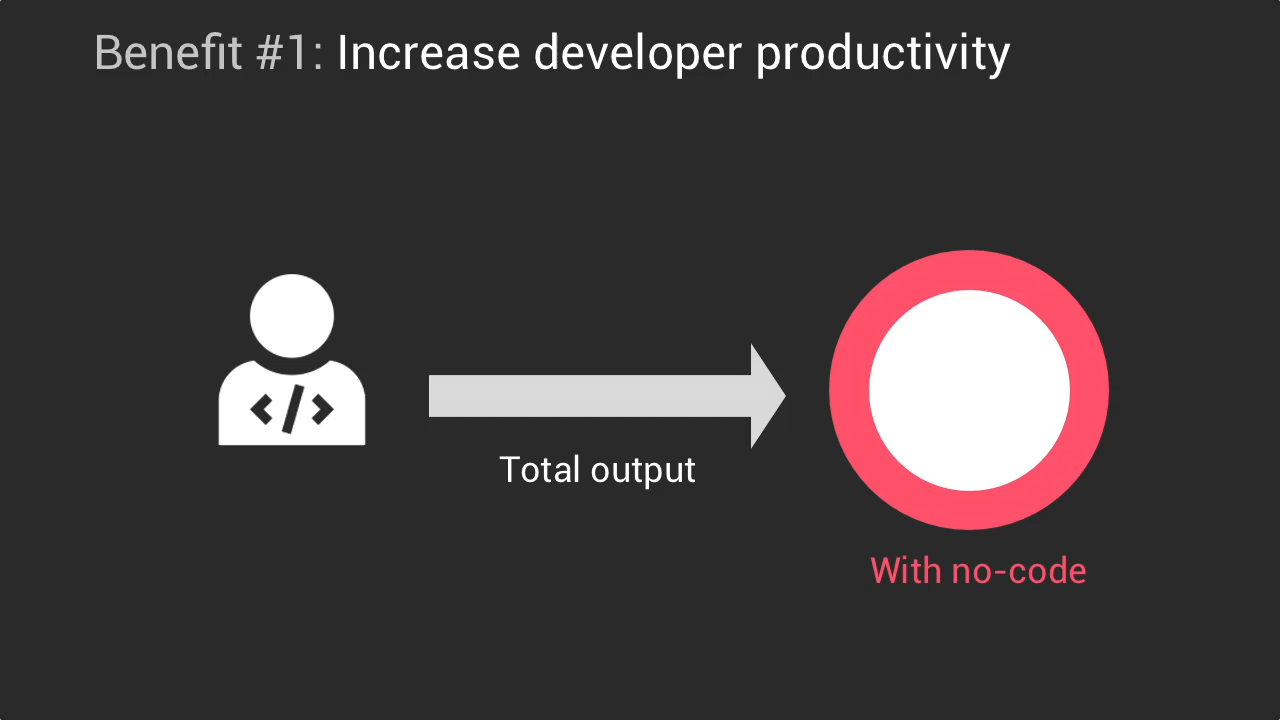 Benefit #1: Increase developer productivity
</>
Total output
With no-code